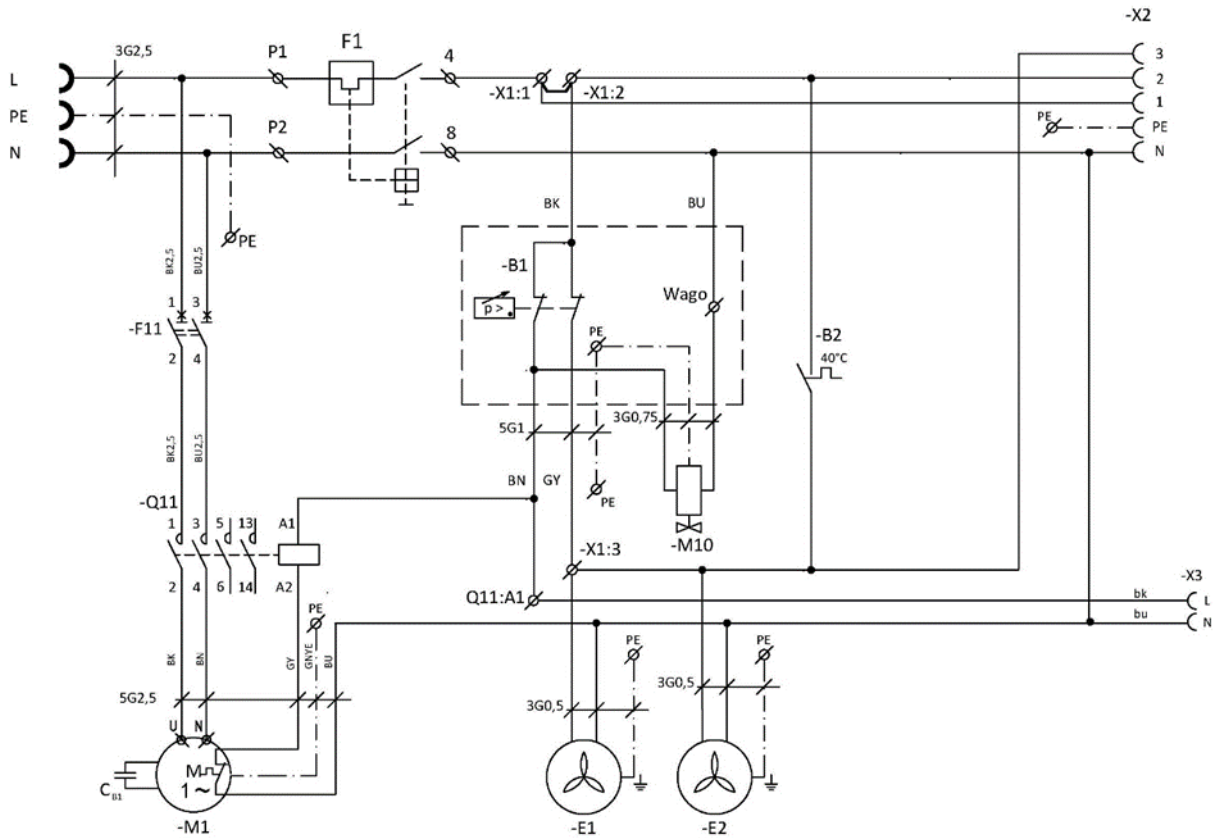 -X2
3G2,5
P1
F1
4
3
L
-X1:1
-X1:2
2
1
PE
PE
PE
P2
8
N
N
BK
BU
PE
BK2,5
BU2,5
-B1
Wago
1
3
p >
-F11
PE
-B2
2
4
40°C
3G0,75
5G1
BK2,5
BU2,5
BN
GY
PE
-Q11
1
3
5
13
A1
-M10
-X1:3
2
4
6
14
A2
-X3
Q11:A1
bk
L
PE
bu
N
BK
BN
GY
GNYE
BU
PE
PE
5G2,5
3G0,5
3G0,5
U
N
M
1 ~
C B1
-M1
-E1
-E2